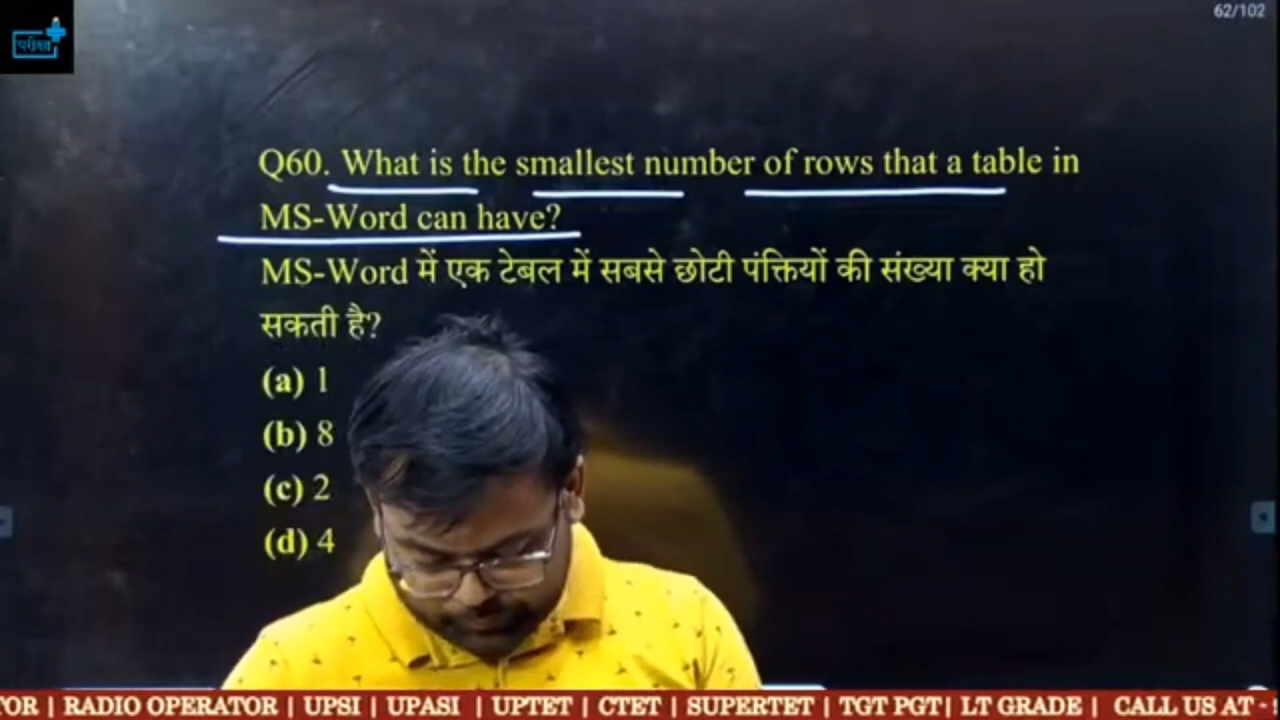 62/102
परीक्षा
Q60. What is the smallest number of rows that a table in
MS-Word can have?
MS-Word में एक टेबल में सबसे छोटी पंक्तियों की संख्या क्या हो
सकती है?
(a) 1
(b) 8
(c) 2
(d) 4
TOR | RADIO OPERATOR | UPSI | UPASI | UPTET | CTET | SUPERTET | TGT PGT| LT GRADE | CALL US AT -